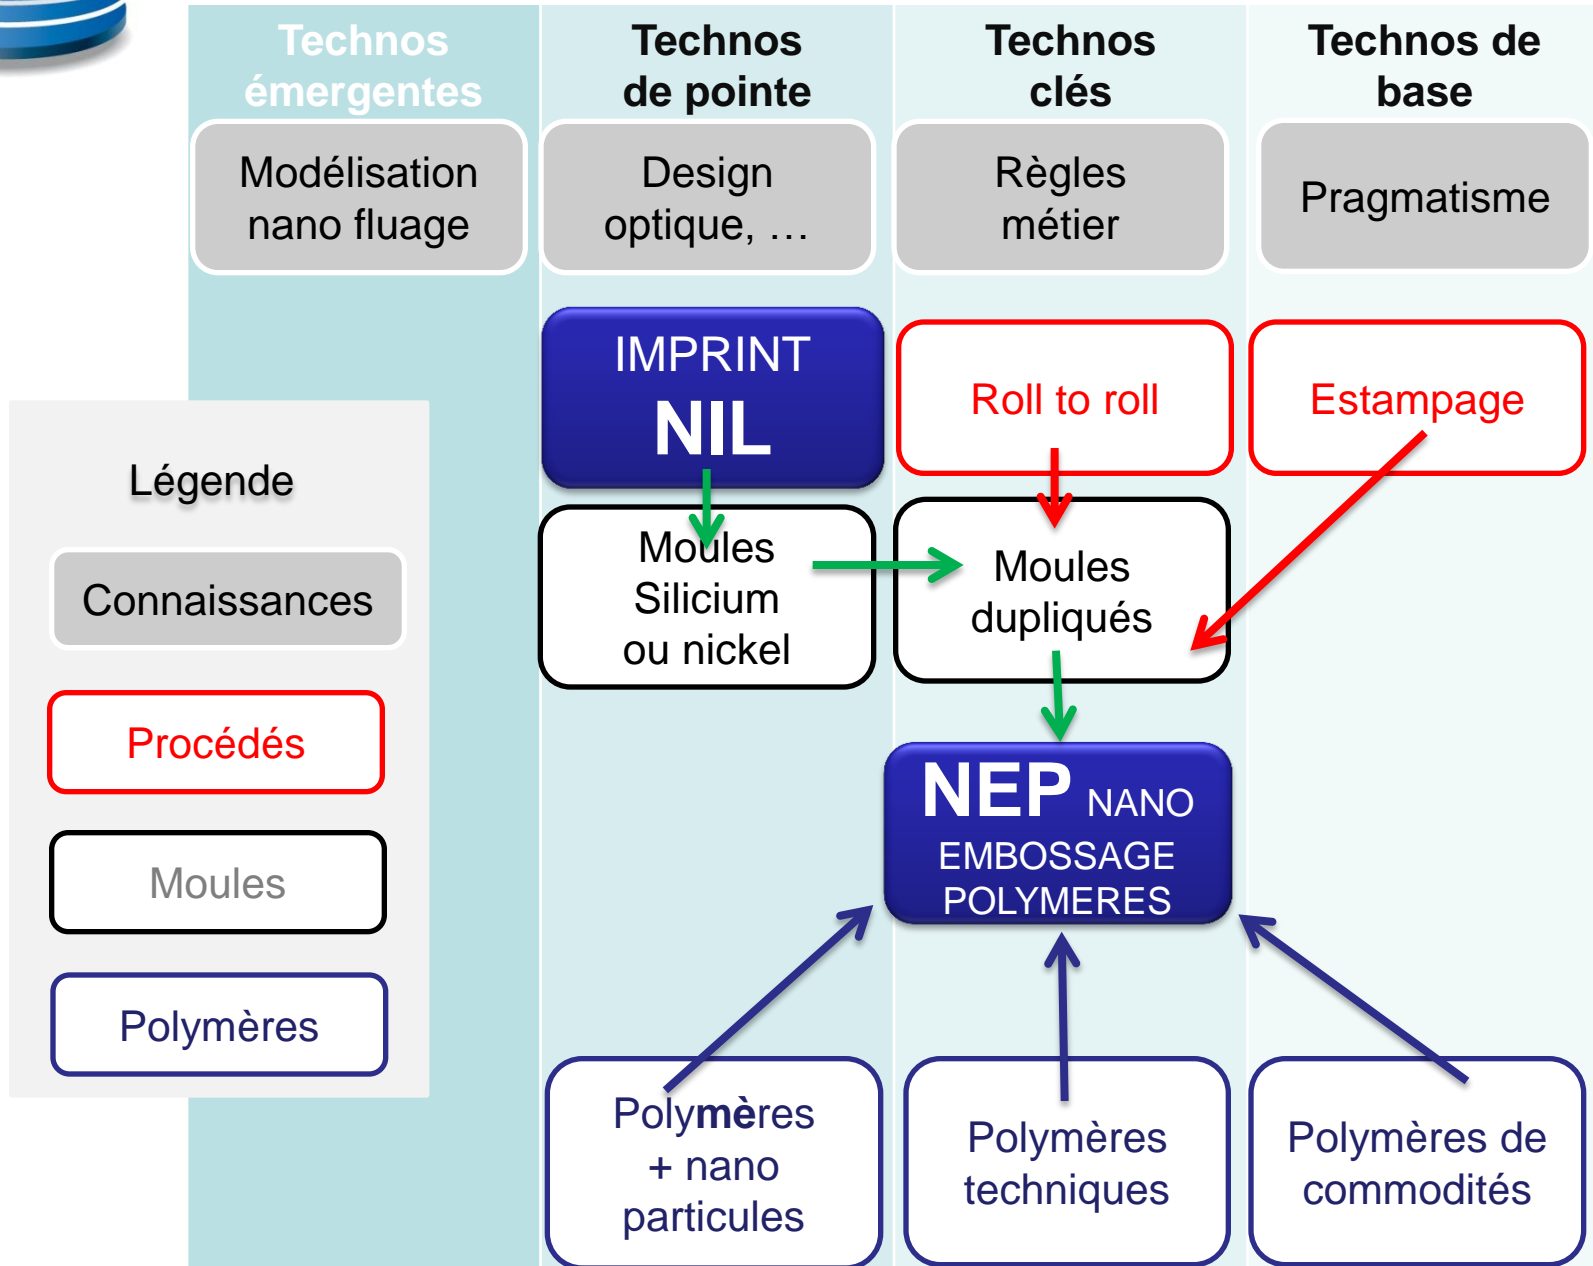 Technos
émergentes
Technos
de pointe
Technos
clés
Technos de
base
Modélisation
nano fluage
Design
optique, …
Règles
métier
Pragmatisme
IMPRINT
NIL
Roll to roll
Estampage
Légende
Connaissances
Procédés
Moules
Polymères
Moules
Silicium
ou nickel
Moules
dupliqués
NEP NANO
EMBOSSAGE
POLYMERES
Polymères
+ nano
particules
Polymères
techniques
Polymères de
commodités